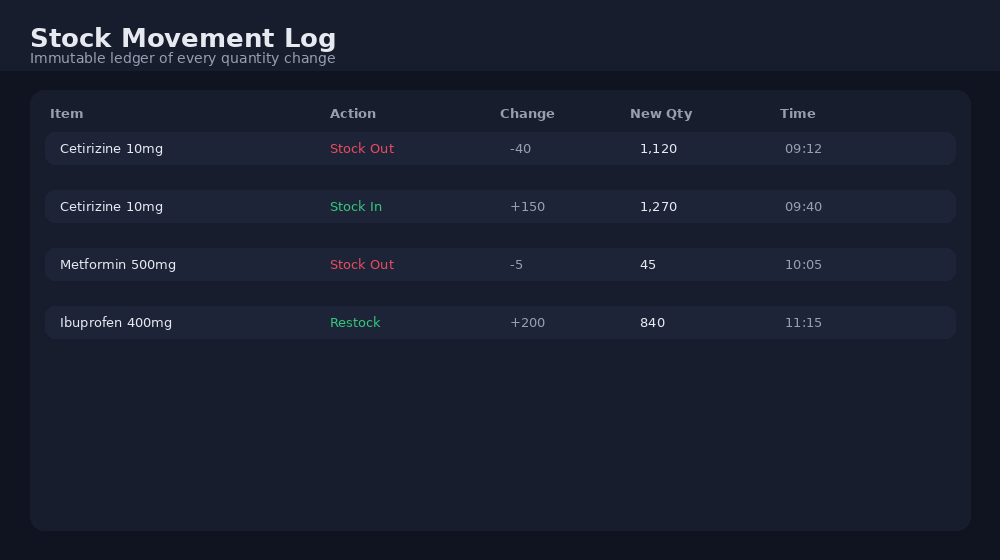 Stock Movement Log
Immutable ledger of every quantity change
Item Action Change New Qty Time
Cetirizine 10mg Stock Out -40 1,120 09:12
Cetirizine 10mg Stock In +150 1,270 09:40
Metformin 500mg Stock Out -5 45 10:05
Ibuprofen 400mg Restock +200 840 11:15